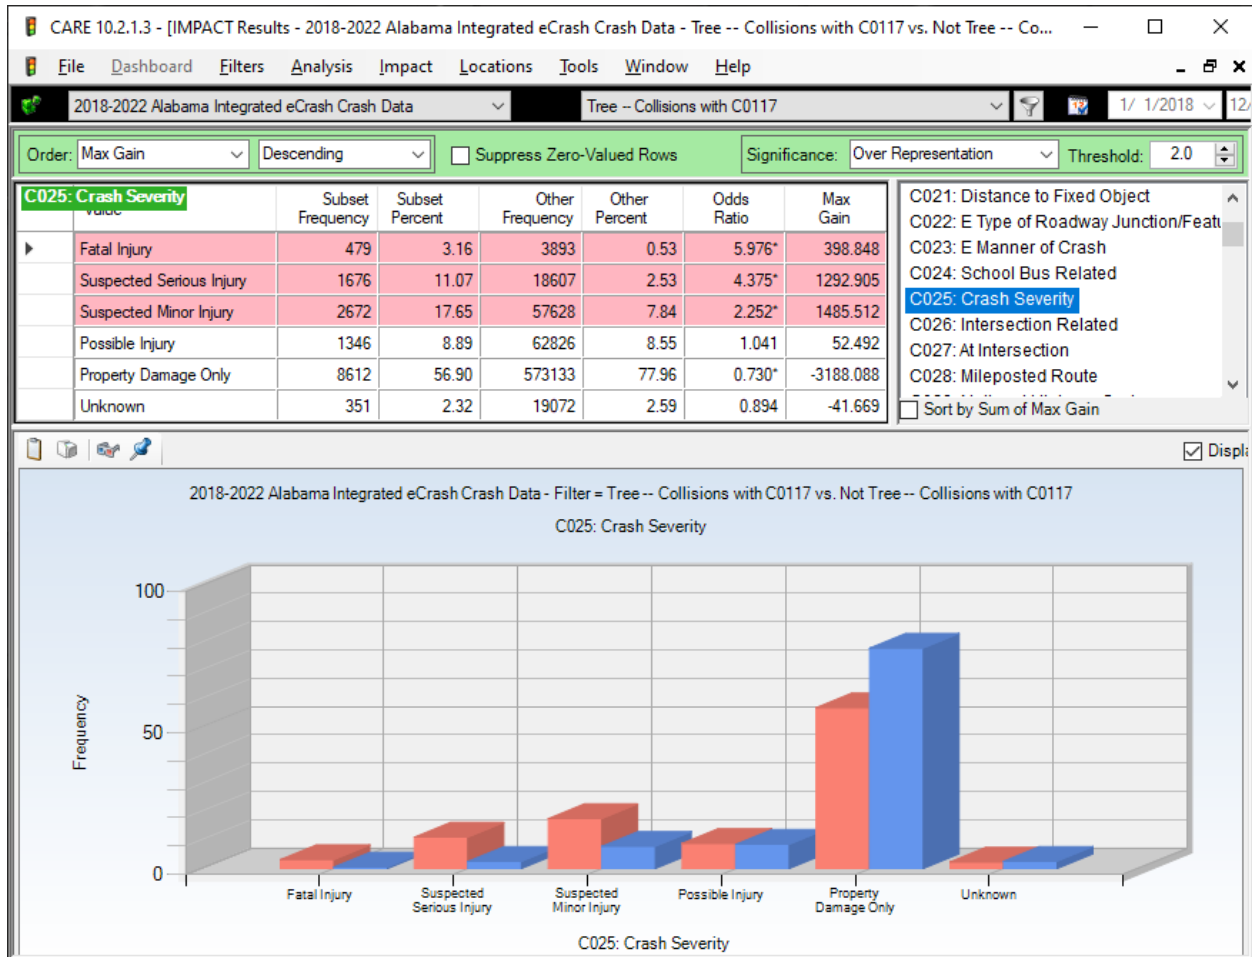 CARE 10.2.1.3 - [IMPACT Results - 2018-2022 Alabama Integrated eCrash Crash Data - Tree -- Collisions with C0117 vs. Not Tree -- Co...
File Dashboard Filters Analysis Impact Locations Tools Window Help
2018-2022 Alabama Integrated eCrash Crash Data Tree -- Collisions with C0117 1/ 1/2018 12/
Order: Max Gain Descending Suppress Zero-Valued Rows Significance: Over Representation Threshold: 2.0
C025: Crash Severity Subset Frequency Subset Percent Other Frequency Other Percent Odds Ratio Max Gain
Fatal Injury 479 3.16 3893 0.53 5.976* 398.848
Suspected Serious Injury 1676 11.07 18607 2.53 4.375* 1292.905
Suspected Minor Injury 2672 17.65 57628 7.84 2.252* 1485.512
Possible Injury 1346 8.89 62826 8.55 1.041 52.492
Property Damage Only 8612 56.90 573133 77.96 0.730* -3188.088
Unknown 351 2.32 19072 2.59 0.894 -41.669
C021: Distance to Fixed Object
C022: E Type of Roadway Junction/Featu
C023: E Manner of Crash
C024: School Bus Related
C025: Crash Severity
C026: Intersection Related
C027: At Intersection
C028: Mileposted Route
Sort by Sum of Max Gain
Displa
2018-2022 Alabama Integrated eCrash Crash Data - Filter = Tree -- Collisions with C0117 vs. Not Tree -- Collisions with C0117
C025: Crash Severity
100
50
0
Frequency
Fatal Injury
Suspected
Serious Injury
Suspected
Minor Injury
Possible Injury
Property
Damage Only
Unknown
C025: Crash Severity